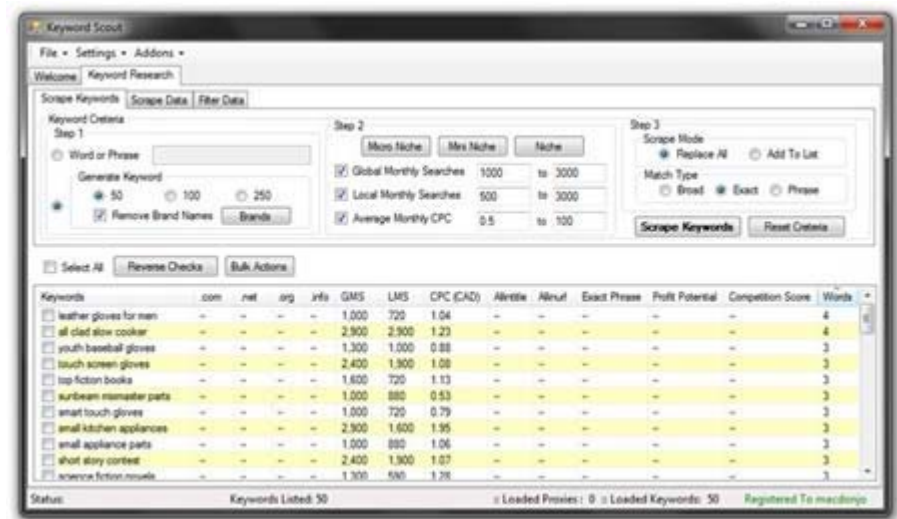 Keyword Scout
File Settings Addons
Welcome Keyword Research
Scrape Keywords Scrape Data Filter Data
Keyword Creteria
Step 1
Word or Phrase
Generate Keyword
50 100 250
Remove Brand Names Brands
Step 2
Micro Niche Mini Niche Niche
Global Monthly Searches 1000 to 3000
Local Monthly Searches 500 to 3000
Average Monthly CPC 0.5 to 100
Step 3
Scrape Mode
Replace All Add To List
Match Type
Broad Exact Phrase
Scrape Keywords Reset Creteria
Select All Reverse Checks Bulk Actions
Keywords .com .net .org .info GMS LMS CPC (CAD) Allintitle Allinurl Exact Phrase Profit Potential Competition Score Words
leather gloves for men -- -- -- -- 1,000 720 1.04 -- -- -- -- -- 4
all clad slow cooker -- -- -- -- 2,900 2,900 1.23 -- -- -- -- -- 4
youth baseball gloves -- -- -- -- 1,300 1,000 0.88 -- -- -- -- -- 3
touch screen gloves -- -- -- -- 2,400 1,900 1.08 -- -- -- -- -- 3
top fiction books -- -- -- -- 1,600 720 1.13 -- -- -- -- -- 3
sunbeam mixmaster parts -- -- -- -- 1,000 880 0.53 -- -- -- -- -- 3
smart touch gloves -- -- -- -- 1,000 720 0.79 -- -- -- -- -- 3
small kitchen appliances -- -- -- -- 2,900 1,600 1.95 -- -- -- -- -- 3
small appliance parts -- -- -- -- 1,000 880 1.06 -- -- -- -- -- 3
short story contest -- -- -- -- 2,400 1,900 1.07 -- -- -- -- -- 3
science fiction novels -- -- -- -- 1,300 590 1.28 -- -- -- -- -- 3
Status: Keywords Listed: 50 :: Loaded Proxies : 0 :: Loaded Keywords: 50 Registered To macdonjo